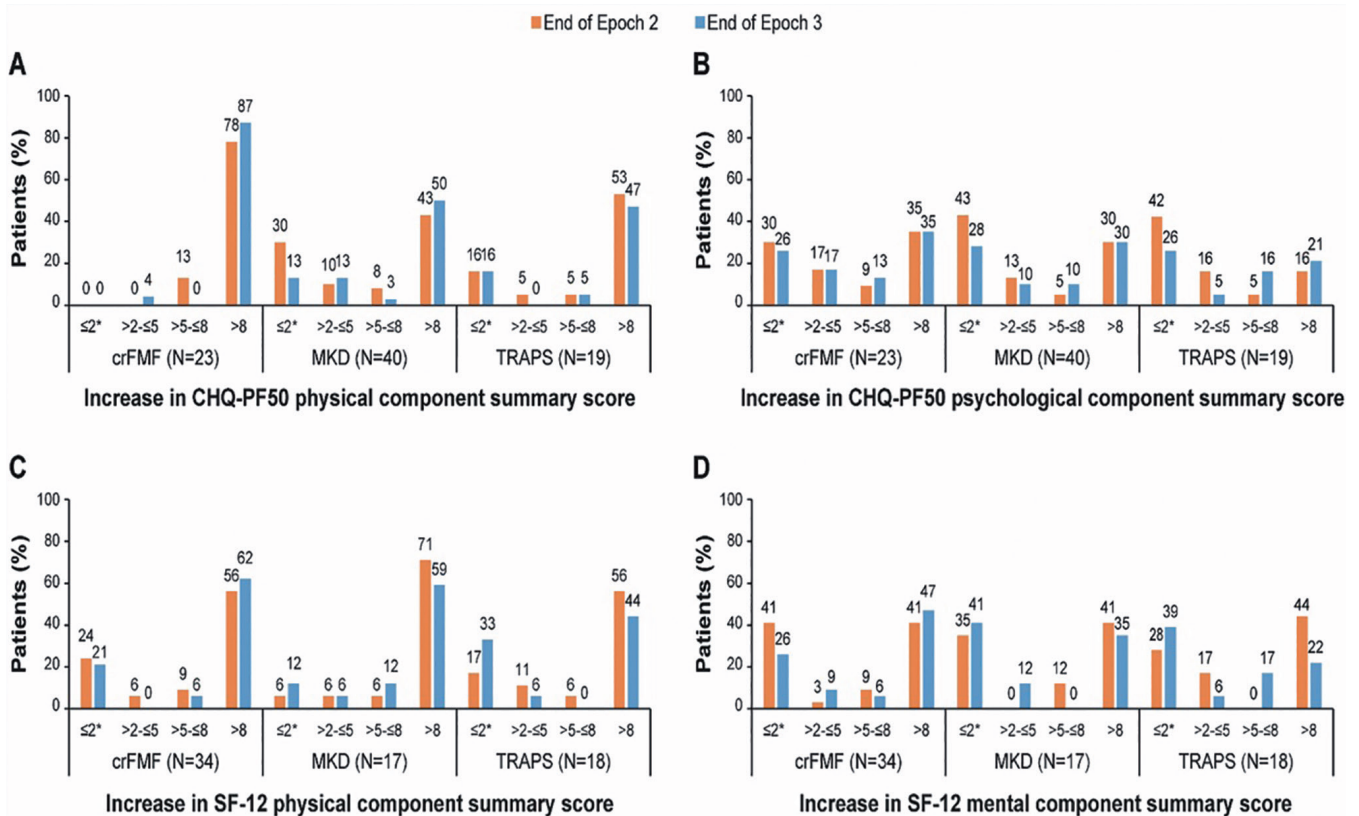 End of Epoch 2 End of Epoch 3
A
Patients (%)
100
80
60
40
20
0
0 0 0 4 13 0 78 87 30 13 10 13 8 3 43 50 16 16 5 0 5 5 53 47
≤2* >2-≤5 >5-≤8 >8 ≤2* >2-≤5 >5-≤8 >8 ≤2* >2-≤5 >5-≤8 >8
crFMF (N=23) MKD (N=40) TRAPS (N=19)
Increase in CHQ-PF50 physical component summary score
B
Patients (%)
100
80
60
40
20
0
30 26 17 17 9 13 35 35 43 28 13 10 5 10 30 30 42 26 16 5 5 16 16 21
≤2* >2-≤5 >5-≤8 >8 ≤2* >2-≤5 >5-≤8 >8 ≤2* >2-≤5 >5-≤8 >8
crFMF (N=23) MKD (N=40) TRAPS (N=19)
Increase in CHQ-PF50 psychological component summary score
C
Patients (%)
100
80
60
40
20
0
24 21 6 0 9 6 56 62 6 12 6 6 6 12 71 59 17 33 11 6 6 0 56 44
≤2* >2-≤5 >5-≤8 >8 ≤2* >2-≤5 >5-≤8 >8 ≤2* >2-≤5 >5-≤8 >8
crFMF (N=34) MKD (N=17) TRAPS (N=18)
Increase in SF-12 physical component summary score
D
Patients (%)
100
80
60
40
20
0
41 26 3 9 9 6 41 47 35 41 0 12 12 0 41 35 28 39 17 6 0 17 44 22
≤2* >2-≤5 >5-≤8 >8 ≤2* >2-≤5 >5-≤8 >8 ≤2* >2-≤5 >5-≤8 >8
crFMF (N=34) MKD (N=17) TRAPS (N=18)
Increase in SF-12 mental component summary score